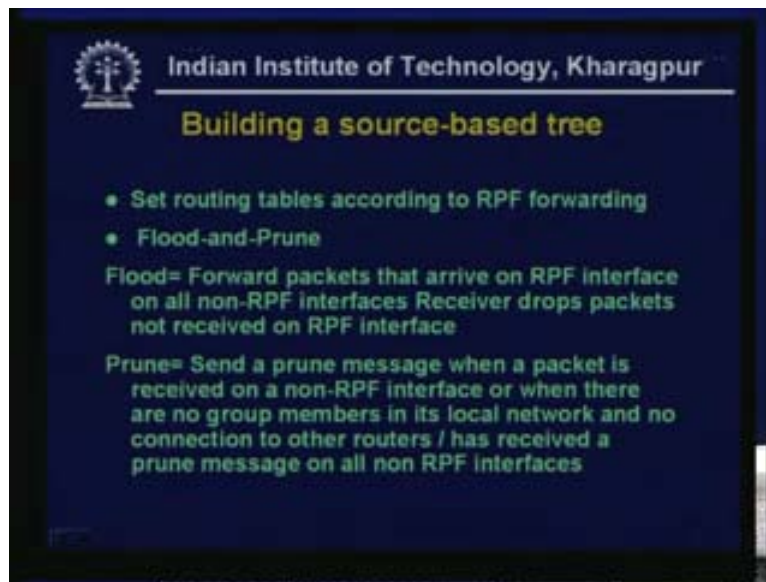 Indian Institute of Technology, Kharagpur
Building a source-based tree
• Set routing tables according to RPF forwarding
• Flood-and-Prune
Flood= Forward packets that arrive on RPF interface
on all non-RPF interfaces Receiver drops packets
not received on RPF interface
Prune= Send a prune message when a packet is
received on a non-RPF interface or when there
are no group members in its local network and no
connection to other routers / has received a
prune message on all non RPF interfaces